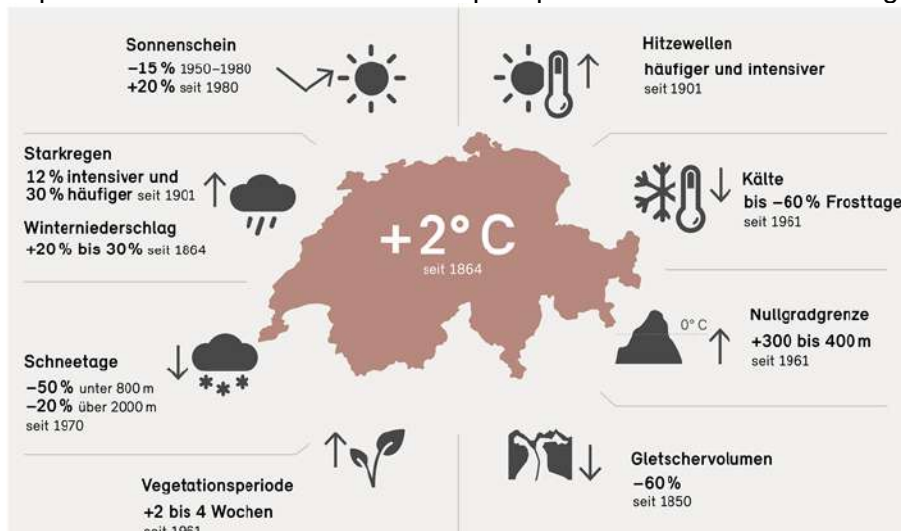 Sonnenschein
–15 % 1950–1980
+20 % seit 1980
Hitzewellen
häufiger und intensiver
seit 1901
Starkregen
12 % intensiver und
30 % häufiger seit 1901
Winterniederschlag
+20 % bis 30 % seit 1864
+2° C
seit 1864
Kälte
bis –60 % Frosttage
seit 1961
0° C
Nullgradgrenze
+300 bis 400 m
seit 1961
Schneetage
–50 % unter 800 m
–20 % über 2000 m
seit 1970
Vegetationsperiode
+2 bis 4 Wochen
seit 1961
Gletschervolumen
–60 %
seit 1850